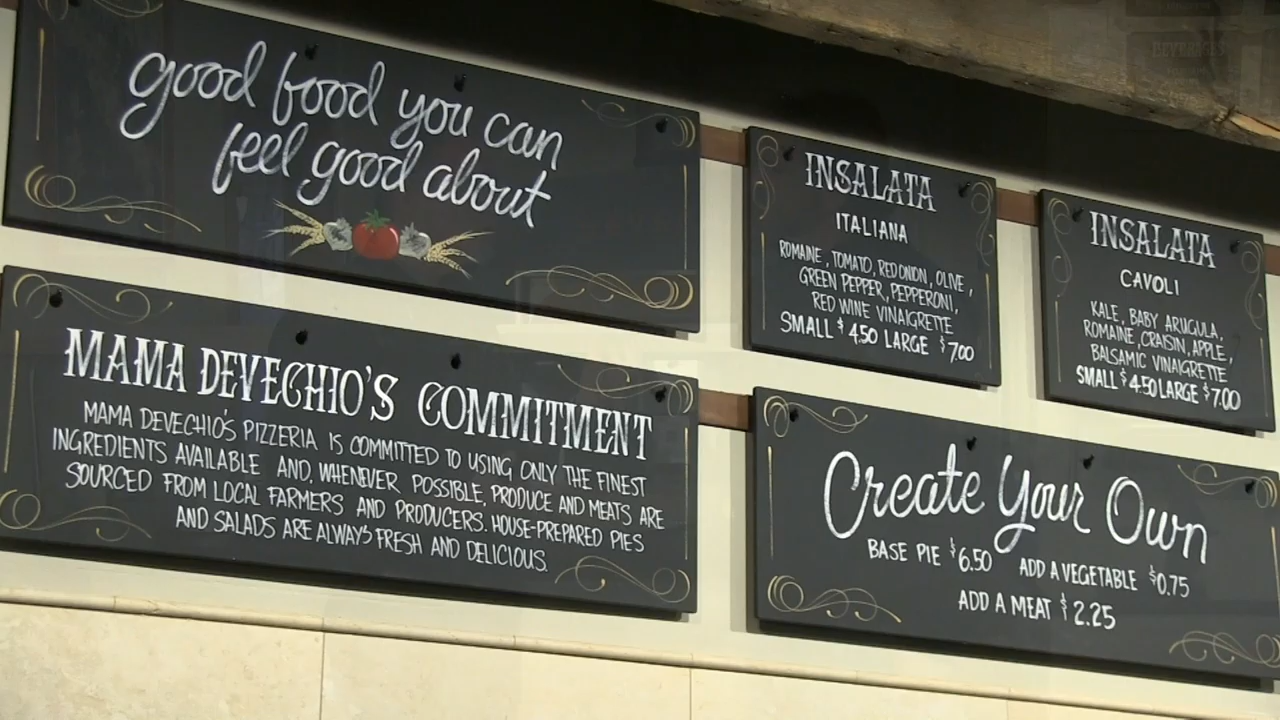 good food you can
feel good about
MAMA DEVECHIO'S COMMITMENT
MAMA DEVECHIO'S PIZZERIA IS COMMITTED TO USING ONLY THE FINEST
INGREDIENTS AVAILABLE AND, WHENEVER POSSIBLE, PRODUCE AND MEATS ARE
SOURCED FROM LOCAL FARMERS AND PRODUCERS. HOUSE-PREPARED PIES
AND SALADS ARE ALWAYS FRESH AND DELICIOUS.
INSALATA
ITALIANA
ROMAINE, TOMATO, RED ONION, OLIVE,
GREEN PEPPER, PEPPERONI,
RED WINE VINAIGRETTE
SMALL $4.50 LARGE $7.00
INSALATA
CAVOLI
KALE, BABY ARUGULA,
ROMAINE, CRAISIN, APPLE,
BALSAMIC VINAIGRETTE
SMALL $4.50 LARGE $7.00
Create Your Own
BASE PIE $6.50 ADD A VEGETABLE $0.75
ADD A MEAT $2.25
BEVERAGES